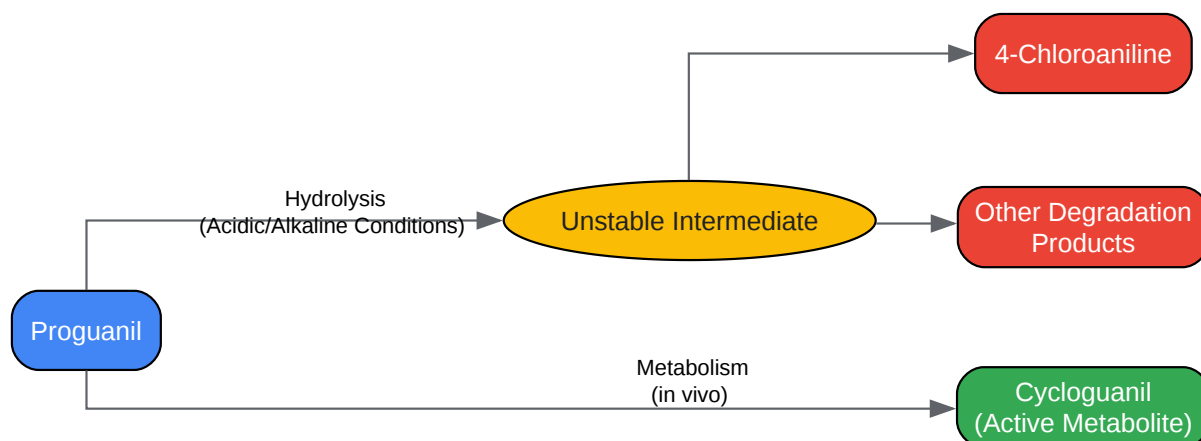 4-Chloroaniline
Hydrolysis
(Acidic/Alkaline Conditions)
Unstable Intermediate
Other Degradation
Products
Proguanil
Metabolism
(in vivo)
Cycloguanil
(Active Metabolite)